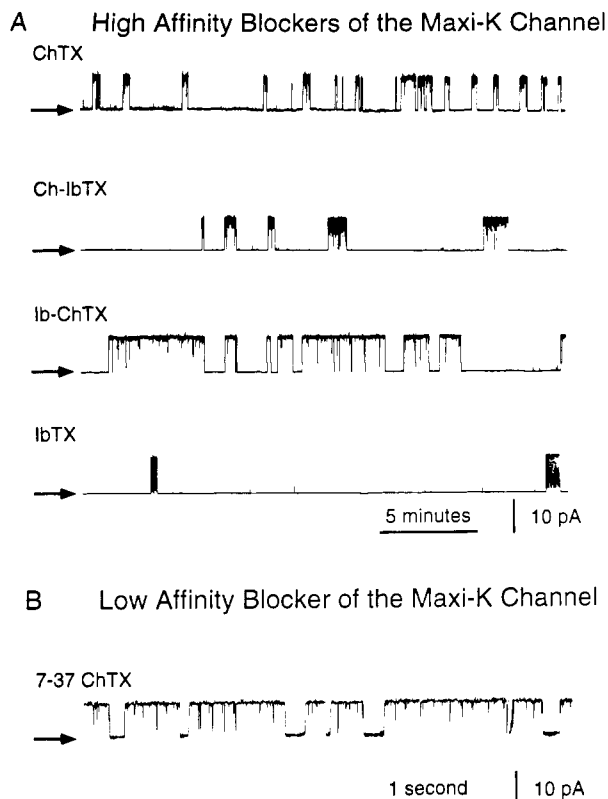 A High Affinity Blockers of the Maxi-K Channel
ChTX
Ch-IbTX
Ib-ChTX
IbTX
5 minutes 10 pA
B Low Affinity Blocker of the Maxi-K Channel
7-37 ChTX
1 second 10 pA